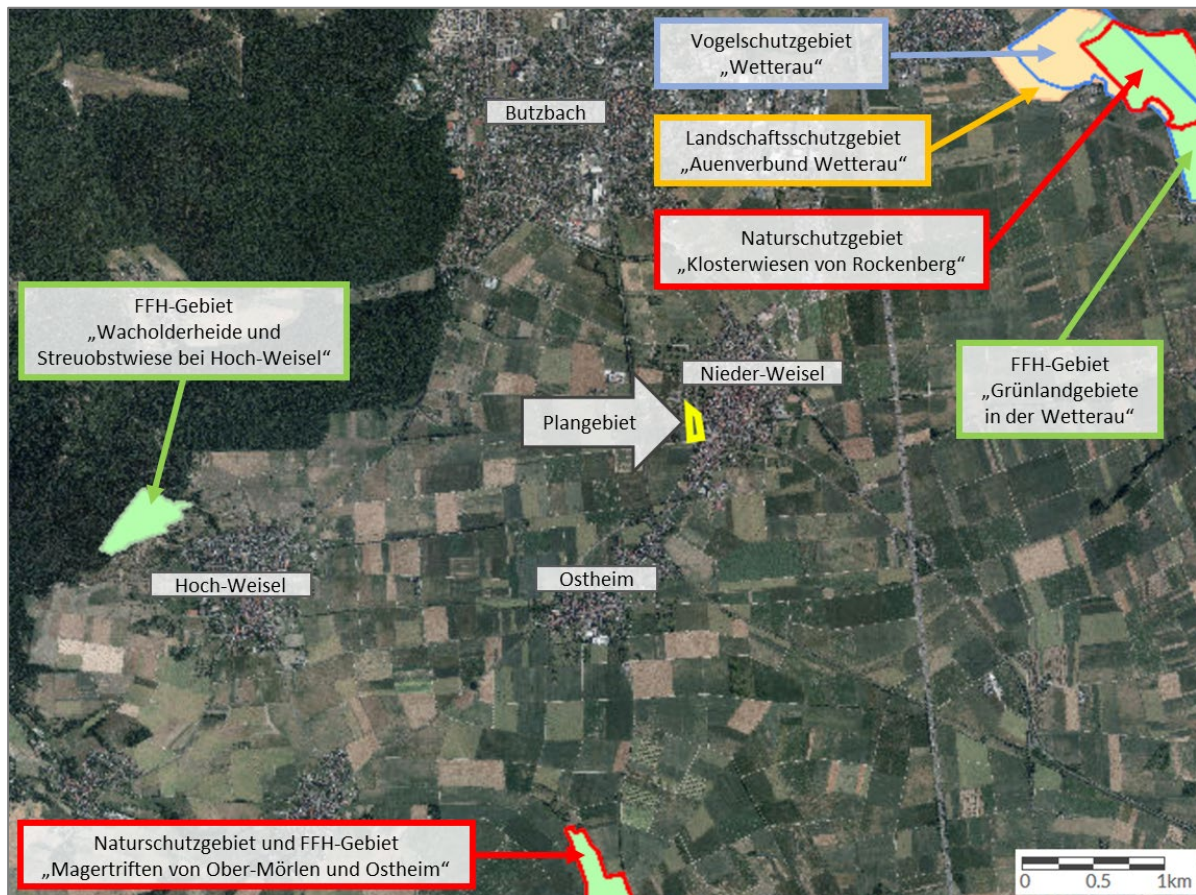 Vogelschutzgebiet
„Wetterau“
Butzbach
Landschaftsschutzgebiet
„Auenverbund Wetterau“
Naturschutzgebiet
„Klosterwiesen von Rockenberg“
FFH-Gebiet
„Wacholderheide und
Streuobstwiese bei Hoch-Weisel“
FFH-Gebiet
„Grünlandgebiete
in der Wetterau“
Nieder-Weisel
Plangebiet
Hoch-Weisel
Ostheim
Naturschutzgebiet und FFH-Gebiet
„Magertriften von Ober-Mörlen und Ostheim“
0 0.5 1km